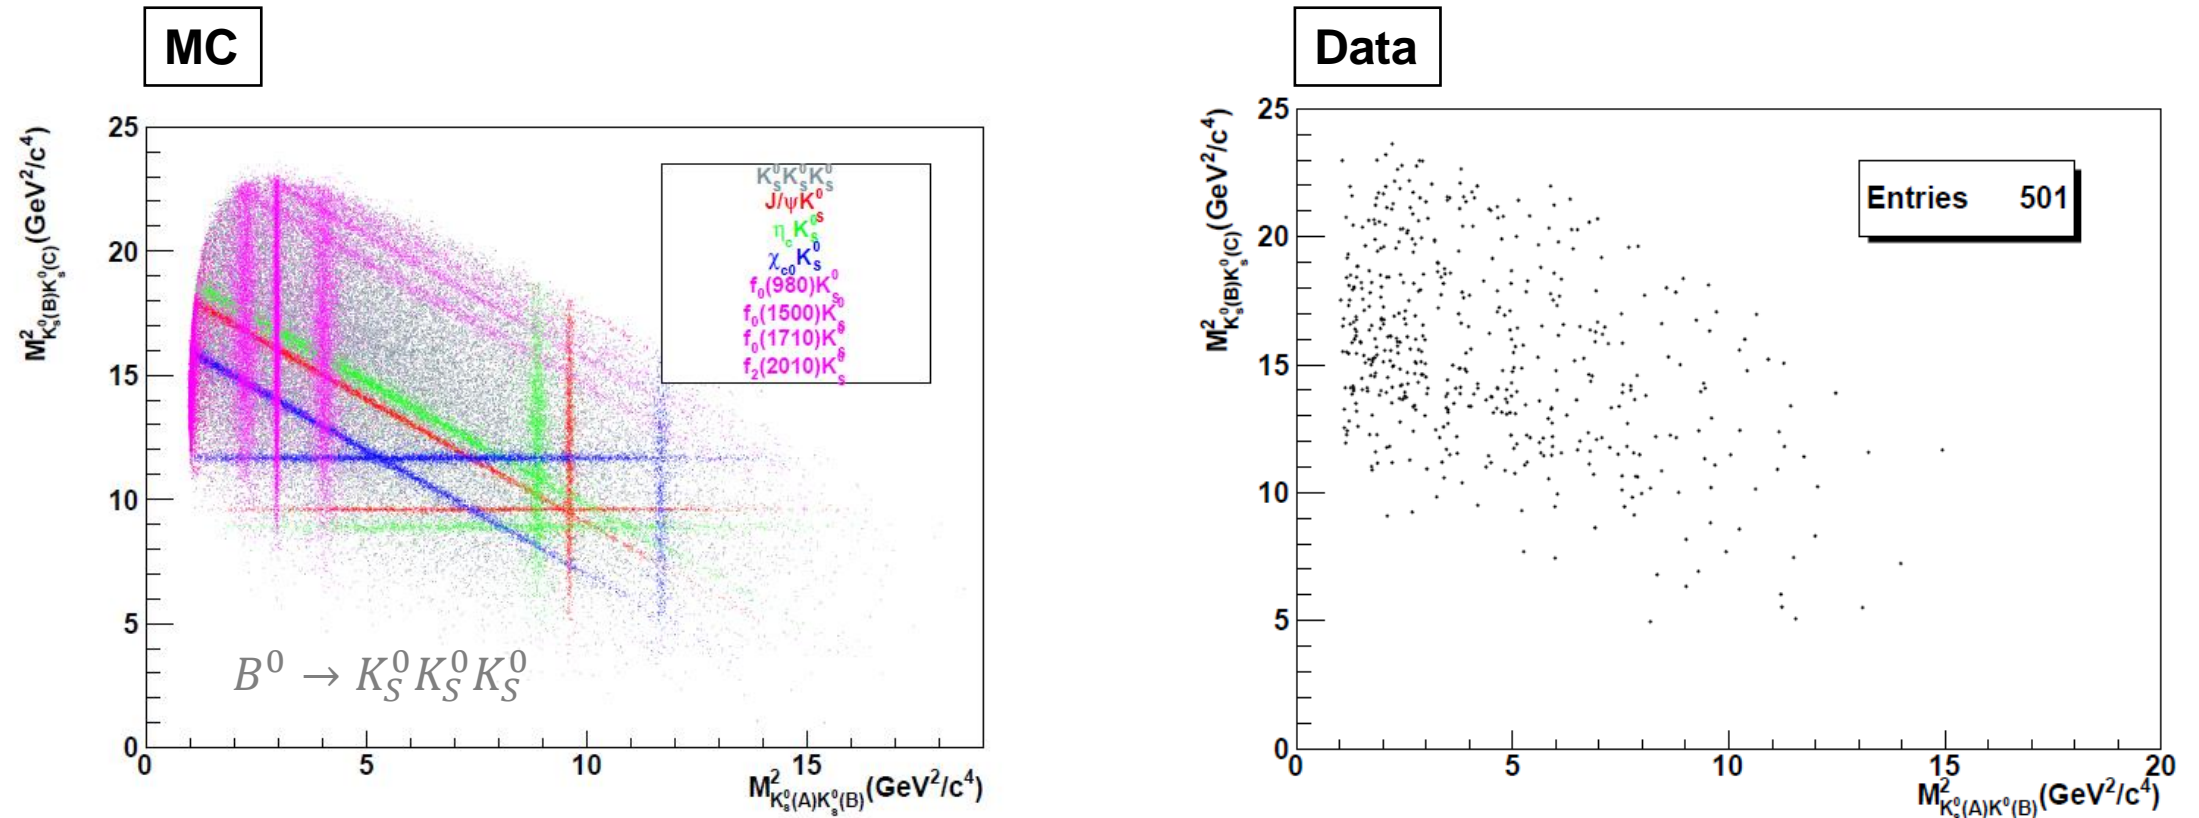 MC
25
20
15
10
5
0
0 5 10 15
M²K⁰s(B)K⁰s(C)(GeV²/c⁴)
M²K⁰s(A)K⁰s(B)(GeV²/c⁴)
K⁰sK⁰sK⁰s
J/ψK⁰s
ηcK⁰s
χc0K⁰s
f₀(980)K⁰s
f₀(1500)K⁰s
f₀(1710)K⁰s
f₂(2010)K⁰s
B⁰ → K⁰S K⁰S K⁰S
Data
25
20
15
10
5
0
0 5 10 15 20
M²K⁰s(B)K⁰s(C)(GeV²/c⁴)
M²K⁰s(A)K⁰(B)(GeV²/c⁴)
Entries 501